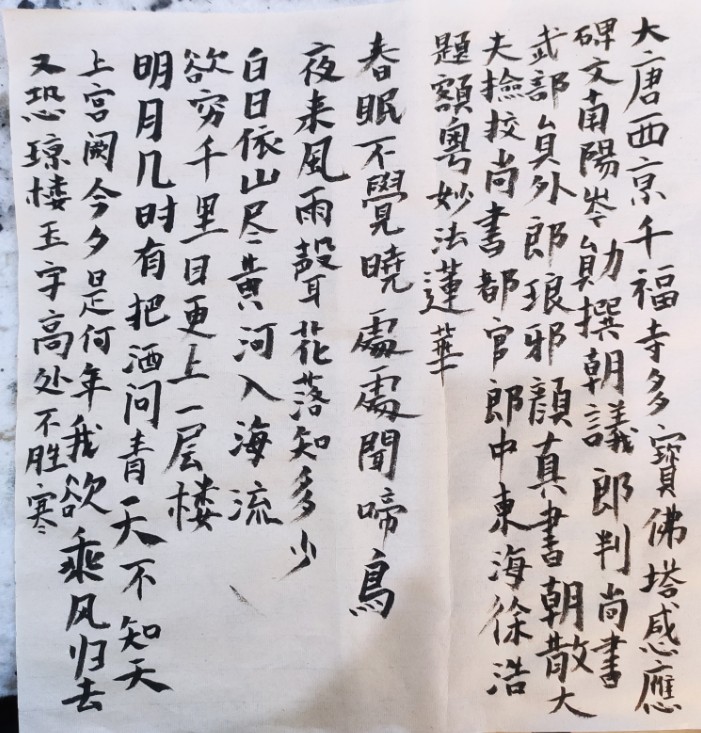 大唐西京千福寺多寳佛塔感應
碑文南陽岑勛撰朝議郎判尚書
武部員外郎琅邪顔真書朝散大
夫撿挍尚書都官郎中東海徐浩
題額粤妙法蓮華
春眠不覺曉處處聞啼鳥
夜来風雨聲花落知多少
白日依山尽黄河入海流
欲穷千里目更上一层楼
明月几时有把酒问青天不知天
上宫阙今夕是何年我欲乘风归去
又恐琼楼玉宇高处不胜寒